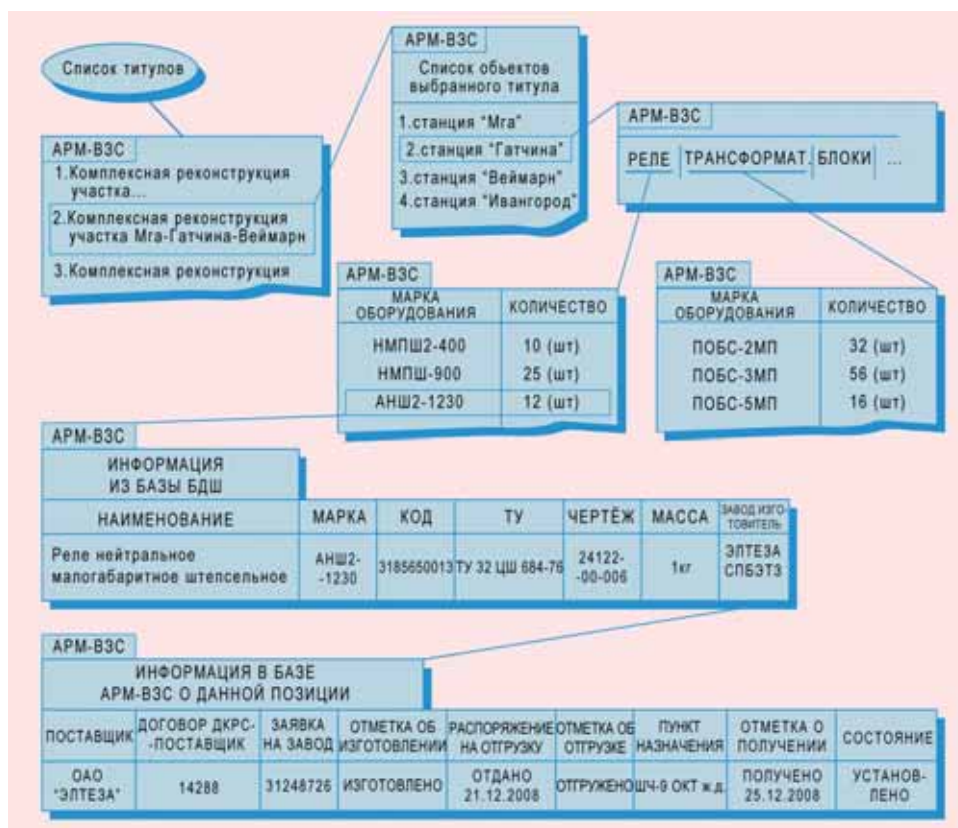 Список титулов
АРМ-ВЗС
1.Комплексная реконструкция
участка...
2.Комплексная реконструкция
участка Мга-Гатчина-Веймарн
3.Комплексная реконструкция
АРМ-ВЗС
Список объектов
выбранного титула
1.станция "Мга"
2.станция "Гатчина"
3.станция "Веймарн"
4.станция "Ивангород"
АРМ-ВЗС
РЕЛЕ ТРАНСФОРМАТ. БЛОКИ ...
АРМ-ВЗС
МАРКА
ОБОРУДОВАНИЯ
КОЛИЧЕСТВО
НМПШ2-400 10 (шт)
НМПШ-900 25 (шт)
АНШ2-1230 12 (шт)
АРМ-ВЗС
МАРКА
ОБОРУДОВАНИЯ
КОЛИЧЕСТВО
ПОБС-2МП 32 (шт)
ПОБС-3МП 56 (шт)
ПОБС-5МП 16 (шт)
АРМ-ВЗС
ИНФОРМАЦИЯ
ИЗ БАЗЫ БДШ
НАИМЕНОВАНИЕ МАРКА КОД ТУ ЧЕРТЁЖ МАССА ЗАВОД ИЗГО-
ТОВИТЕЛЬ
Реле нейтральное
малогабаритное штепсельное
АНШ2-
-1230
3185650013
ТУ 32 ЦШ 684-76
24122-
-00-006
1кг
ЭЛТЕЗА
СПБЭТЗ
АРМ-ВЗС
ИНФОРМАЦИЯ В БАЗЕ
АРМ-ВЗС О ДАННОЙ ПОЗИЦИИ
ПОСТАВЩИК
ДОГОВОР ДКРС-
-ПОСТАВЩИК
ЗАЯВКА
НА ЗАВОД
ОТМЕТКА ОБ
ИЗГОТОВЛЕНИИ
РАСПОРЯЖЕНИЕ
НА ОТГРУЗКУ
ОТМЕТКА ОБ
ОТГРУЗКЕ
ПУНКТ
НАЗНАЧЕНИЯ
ОТМЕТКА О
ПОЛУЧЕНИИ
СОСТОЯНИЕ
ОАО
"ЭЛТЕЗА"
14288
31248726
ИЗГОТОВЛЕНО
ОТДАНО
21.12.2008
ОТГРУЖЕНО
ШЧ-9 ОКТ ж.д.
ПОЛУЧЕНО
25.12.2008
УСТАНОВ-
ЛЕНО